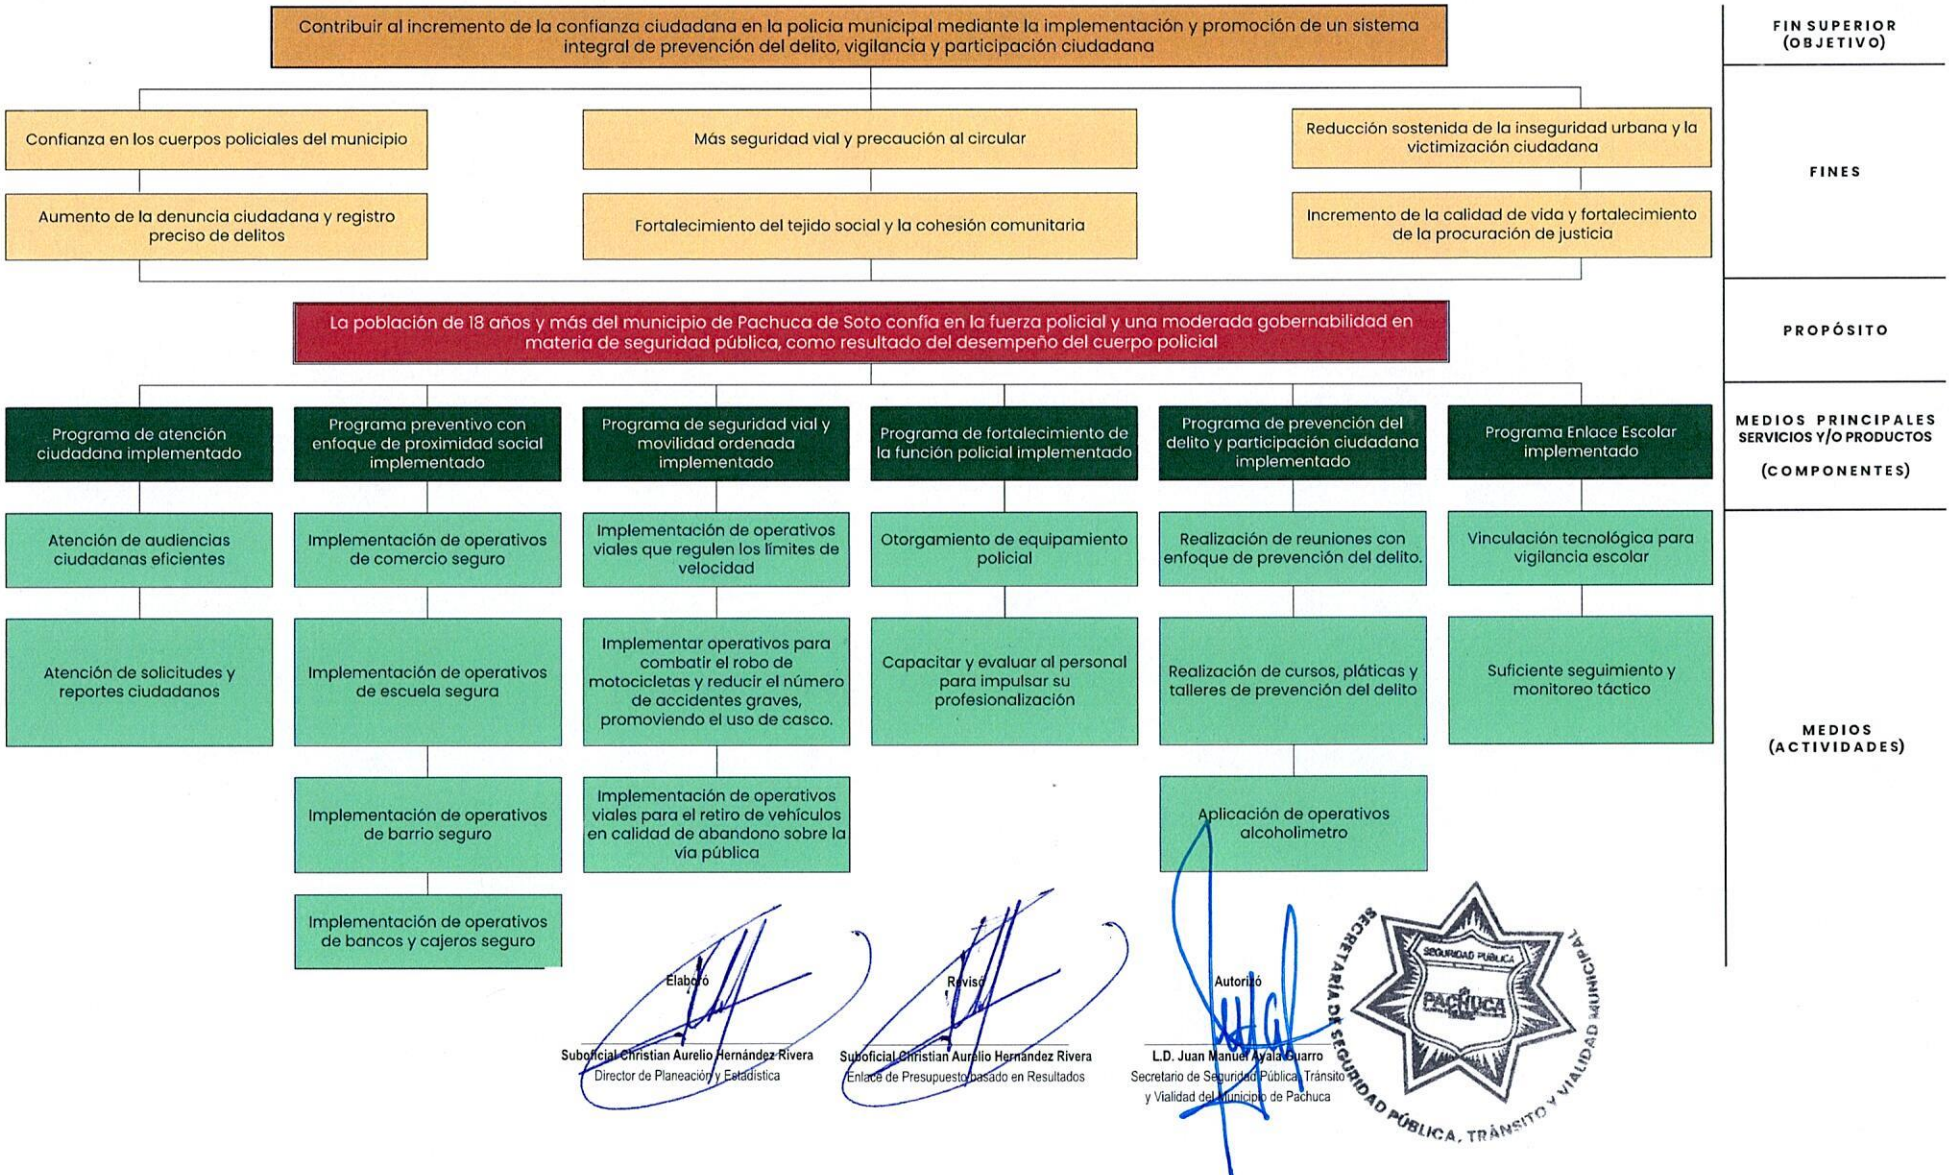 Contribuir al incremento de la confianza ciudadana en la policia municipal mediante la implementación y promoción de un sistema
integral de prevención del delito, vigilancia y participación ciudadana
FIN SUPERIOR
(OBJETIVO)
Confianza en los cuerpos policiales del municipio
Más seguridad vial y precaución al circular
Reducción sostenida de la inseguridad urbana y la
victimización ciudadana
FINES
Aumento de la denuncia ciudadana y registro
preciso de delitos
Fortalecimiento del tejido social y la cohesión comunitaria
Incremento de la calidad de vida y fortalecimiento
de la procuración de justicia
La población de 18 años y más del municipio de Pachuca de Soto confía en la fuerza policial y una moderada gobernabilidad en
materia de seguridad pública, como resultado del desempeño del cuerpo policial
PROPÓSITO
Programa de atención
ciudadana implementado
Programa preventivo con
enfoque de proximidad social
implementado
Programa de seguridad vial y
movilidad ordenada
implementado
Programa de fortalecimiento de
la función policial implementado
Programa de prevención del
delito y participación ciudadana
implementado
Programa Enlace Escolar
implementado
MEDIOS PRINCIPALES
SERVICIOS Y/O PRODUCTOS
(COMPONENTES)
Atención de audiencias
ciudadanas eficientes
Implementación de operativos
de comercio seguro
Implementación de operativos
viales que regulen los límites de
velocidad
Otorgamiento de equipamiento
policial
Realización de reuniones con
enfoque de prevención del delito.
Vinculación tecnológica para
vigilancia escolar
Atención de solicitudes y
reportes ciudadanos
Implementación de operativos
de escuela segura
Implementar operativos para
combatir el robo de
motocicletas y reducir el número
de accidentes graves,
promoviendo el uso de casco.
Capacitar y evaluar al personal
para impulsar su
profesionalización
Realización de cursos, pláticas y
talleres de prevención del delito
Suficiente seguimiento y
monitoreo táctico
MEDIOS
(ACTIVIDADES)
Implementación de operativos
de barrio seguro
Implementación de operativos
viales para el retiro de vehículos
en calidad de abandono sobre la
vía pública
Aplicación de operativos
alcoholimetro
Implementación de operativos
de bancos y cajeros seguro
Elaboró
Suboficial Christian Aurelio Hernández Rivera
Director de Planeación y Estadística
Revisó
Suboficial Christian Aurelio Hernández Rivera
Enlace de Presupuesto basado en Resultados
Autorizó
L.D. Juan Manuel Ayala Guarro
Secretario de Seguridad Pública, Tránsito
y Vialidad del Municipio de Pachuca
SEGURIDAD PÚBLICA
PACHUCA
SECRETARÍA DE SEGURIDAD PÚBLICA, TRÁNSITO Y VIALIDAD MUNICIPAL